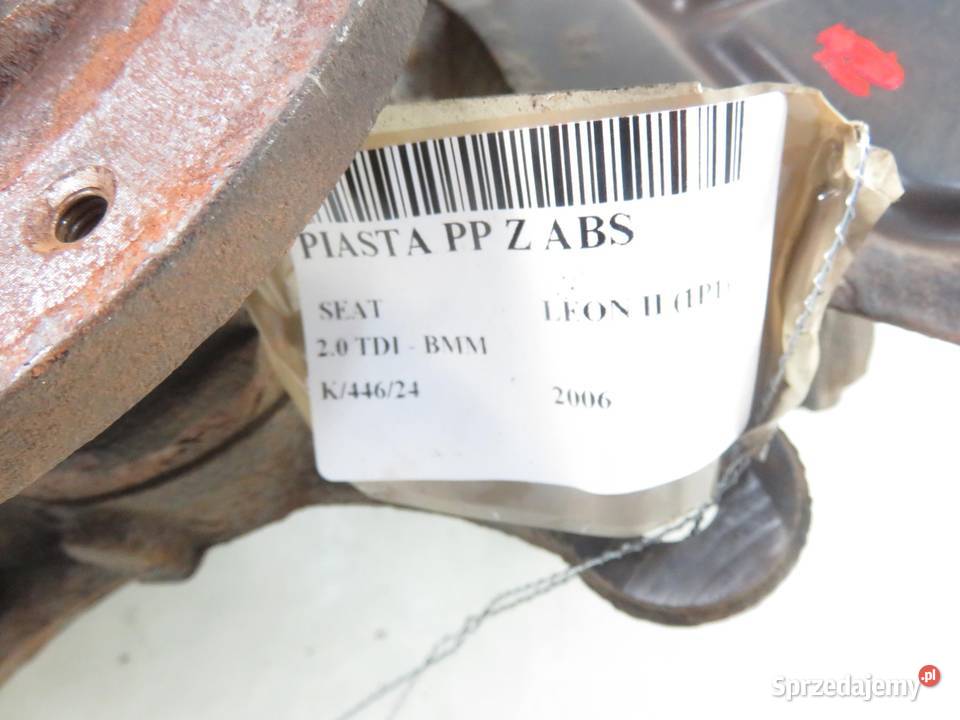 PIASTA PP Z ABS
SEAT LEON II (1P1)
2.0 TDI - BMM
K/446/24 2006
Sprzedajemy.pl